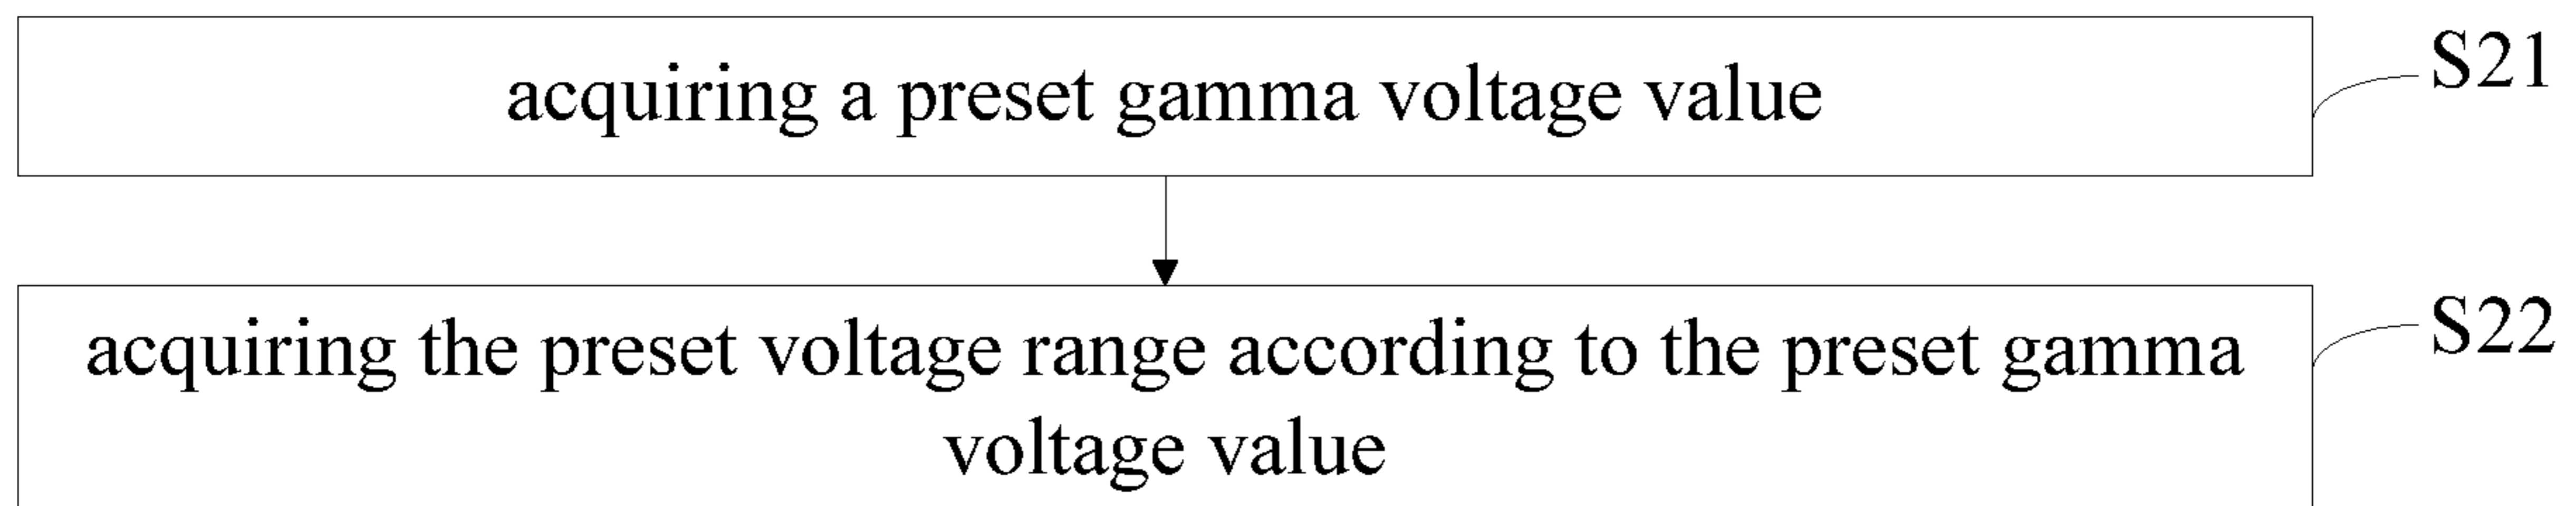 acquiring a preset gamma voltage value
S21
acquiring the preset voltage range according to the preset gamma
voltage value
S22